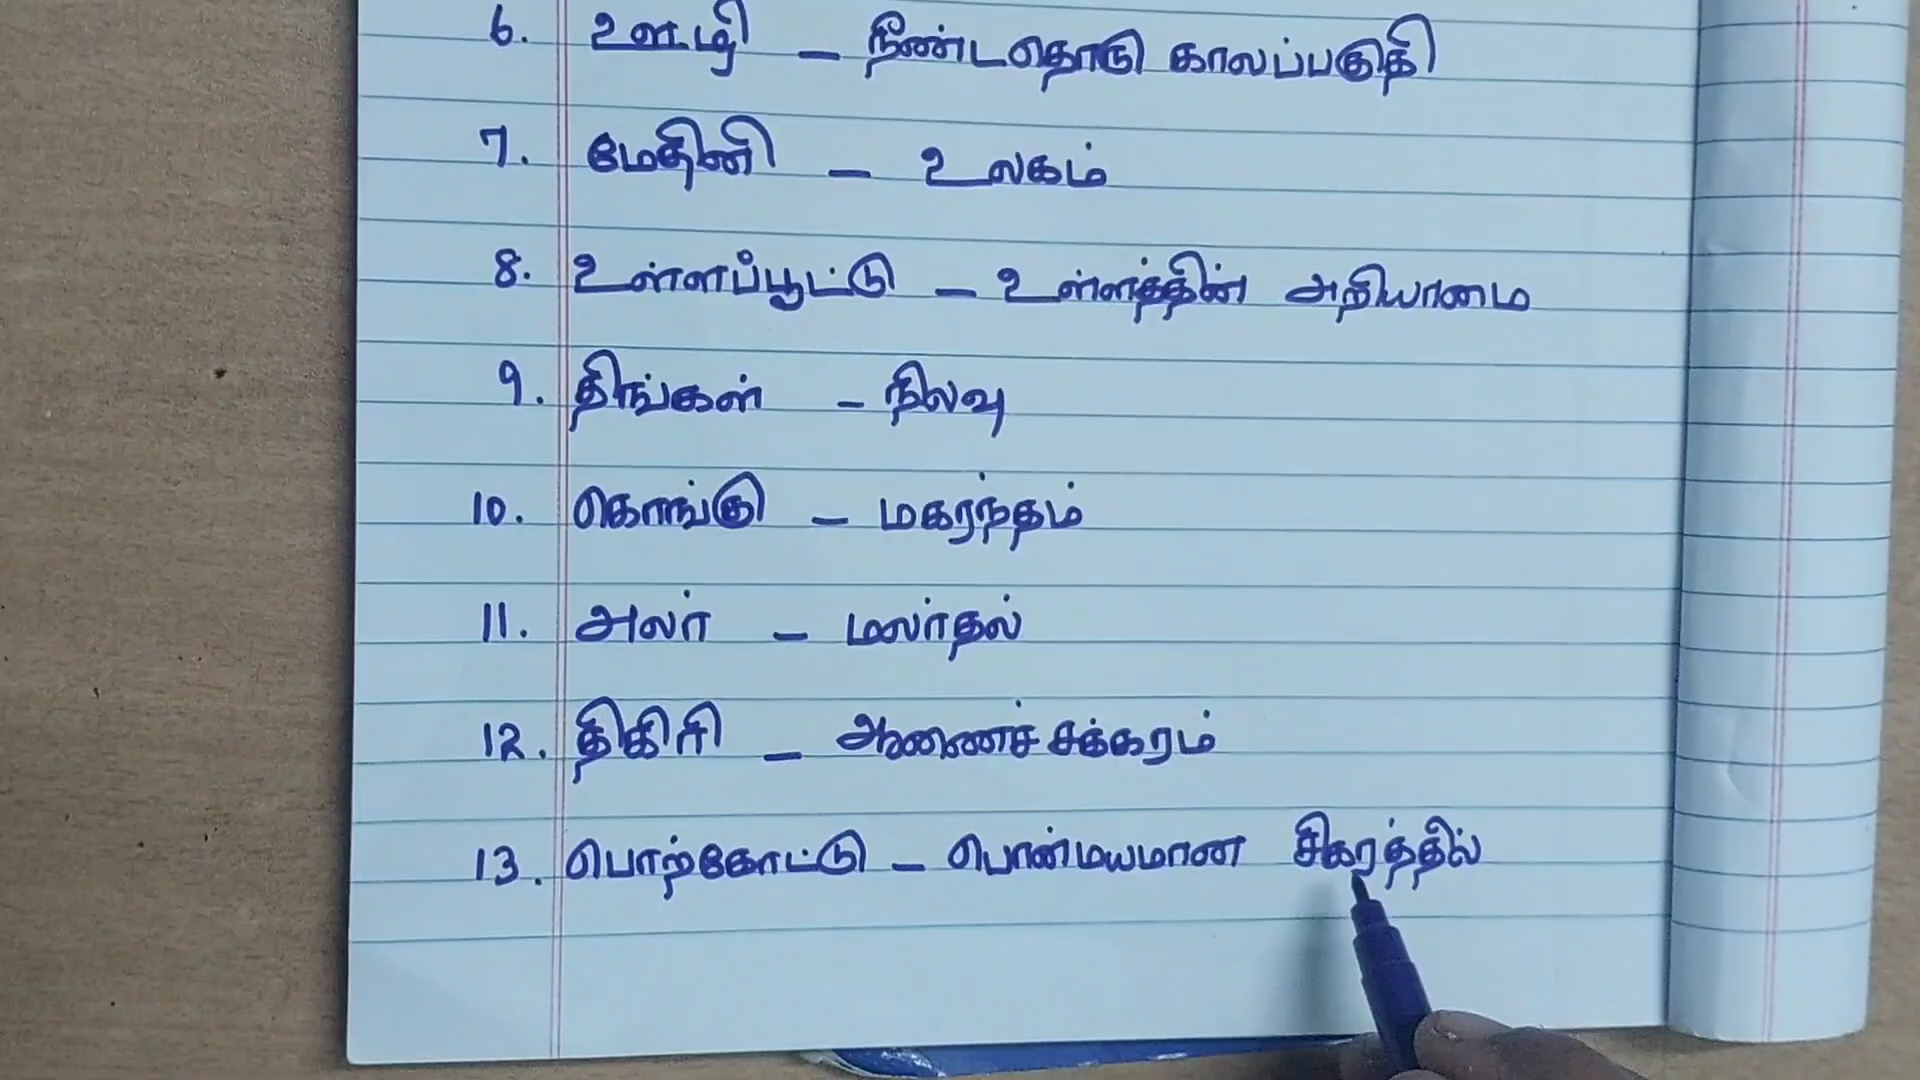 6. ஊழி – நீண்டதொரு காலப்பகுதி
7. மேதினி – உலகம்
8. உள்ளப்பூட்டு – உள்ளத்தின் அறியாமை
9. திங்கள் – நிலவு
10. கொங்கு – மகரந்தம்
11. அலர் – மலர்தல்
12. திகிரி – ஆணைச்சக்கரம்
13. பொற்கோட்டு – பொன்மயமான சிகரத்தில்